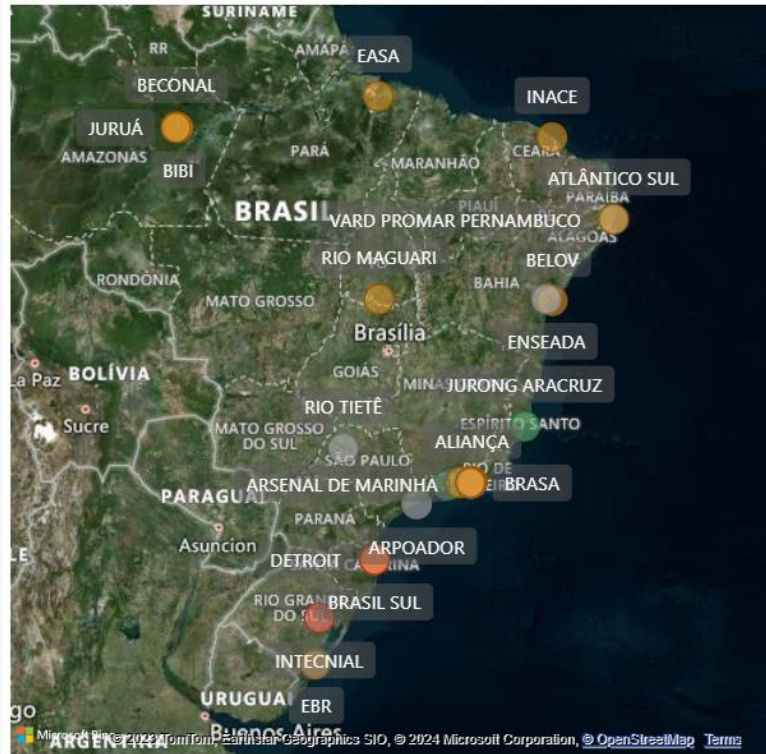 SURINAME
RR
AMAPÁ
EASA
BECONAL
INACE
JURUÁ
CEARÁ
AMAZONAS
PARÁ
MARANHÃO
BIBI
ATLÂNTICO SUL
PARAÍBA
BRASIL
PIAUÍ
VARD PROMAR PERNAMBUCO
ALAGOAS
RIO MAGUARI
BELOV
RONDÔNIA
BAHIA
MATO GROSSO
Brasília
ENSEADA
La Paz
BOLÍVIA
GOIÁS
JURONG ARACRUZ
RIO TIETÊ
Sucre
MATO GROSSO
DO SUL
ESPÍRITO SANTO
ALIANÇA
SÃO PAULO
RIO DE
ARSENAL DE MARINHA
BRASA
PARAGUAI
PARANÁ
Asuncion
ARPOADOR
DETROIT
RIO GRANDE
DO SUL
BRASIL SUL
INTECNIAL
URUGUAI
EBR
Buenos Aires
ARGENTINA
Microsoft Bing
© 2023 TomTom, Earthstar Geographics SIO, © 2024 Microsoft Corporation, © OpenStreetMap Terms